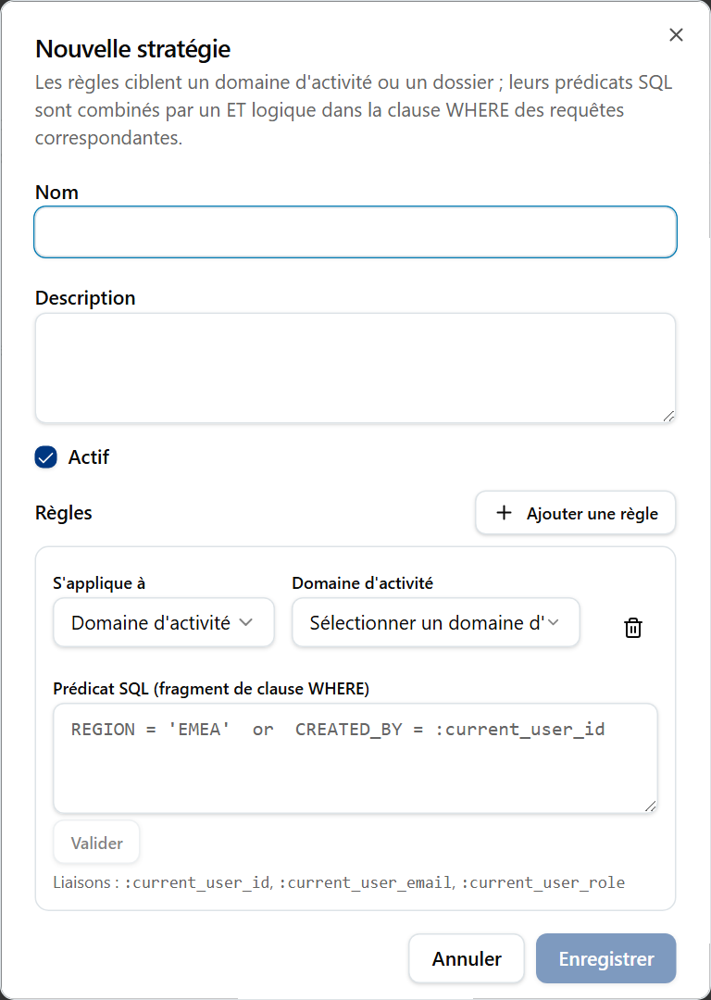 Nouvelle stratégie
Les règles ciblent un domaine d'activité ou un dossier ; leurs prédicats SQL
sont combinés par un ET logique dans la clause WHERE des requêtes
correspondantes.
Nom
Description
Actif
Règles
Ajouter une règle
S'applique à
Domaine d'activité
Domaine d'activité
Sélectionner un domaine d'
Prédicat SQL (fragment de clause WHERE)
REGION = 'EMEA'  or  CREATED_BY = :current_user_id
Valider
Liaisons : :current_user_id, :current_user_email, :current_user_role
Annuler
Enregistrer